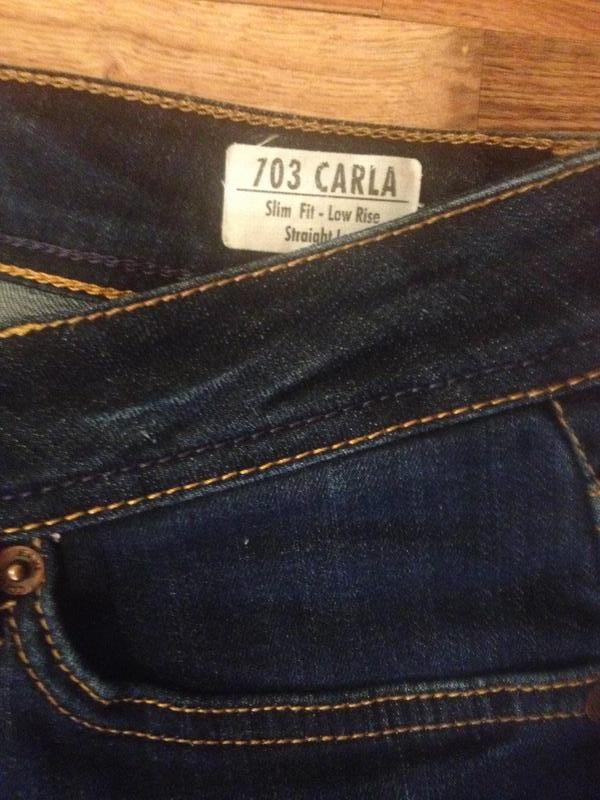 703 CARLA
Slim Fit - Low Rise
Straight